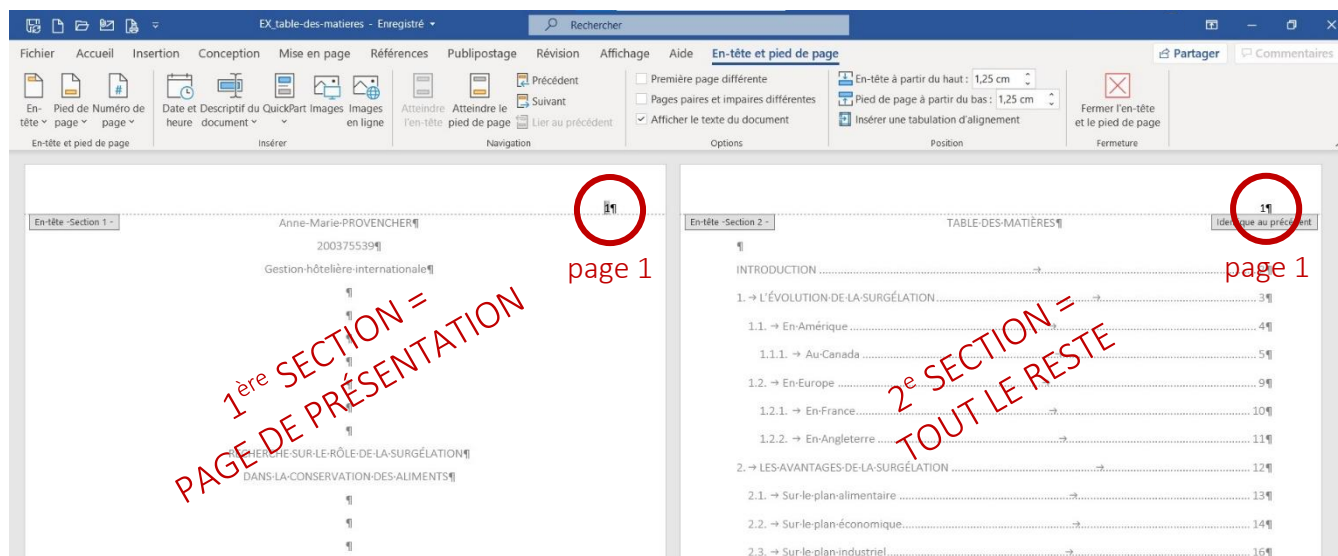 EX_table-des-matieres - Enregistré
Rechercher
Fichier Accueil Insertion Conception Mise en page Références Publipostage Révision Affichage Aide En-tête et pied de page Partager Commentaires
En-tête
Pied de page
Numéro de page
En-tête et pied de page
Date et heure
Descriptif du document
QuickPart
Images
Images en ligne
Insérer
Atteindre l'en-tête
Atteindre le pied de page
Précédent
Suivant
Lier au précédent
Navigation
Première page différente
Pages paires et impaires différentes
Afficher le texte du document
Options
En-tête à partir du haut : 1,25 cm
Pied de page à partir du bas : 1,25 cm
Insérer une tabulation d'alignement
Position
Fermer l'en-tête
et le pied de page
Fermeture
1¶
En-tête -Section 1 -
Anne-Marie·PROVENCHER¶
200375539¶
Gestion·hôtelière·internationale¶
¶
¶
¶
¶
¶
¶
¶
RECHERCHE·SUR·LE·RÔLE·DE·LA·SURGÉLATION¶
DANS·LA·CONSERVATION·DES·ALIMENTS¶
¶
¶
¶
page 1
1ère SECTION =
PAGE DE PRÉSENTATION
1¶
En-tête -Section 2 -
Identique au précédent
TABLE·DES·MATIÈRES¶
¶
page 1
INTRODUCTION → ¶
1. → L'ÉVOLUTION·DE·LA·SURGÉLATION → 3¶
1.1. → En·Amérique → 4¶
1.1.1. → Au·Canada → 5¶
1.2. → En·Europe → 9¶
1.2.1. → En·France → 10¶
1.2.2. → En·Angleterre → 11¶
2. → LES·AVANTAGES·DE·LA·SURGÉLATION → 12¶
2.1. → Sur·le·plan·alimentaire → 13¶
2.2. → Sur·le·plan·économique → 14¶
2.3. → Sur·le·plan·industriel → 16¶
2e SECTION =
TOUT LE RESTE